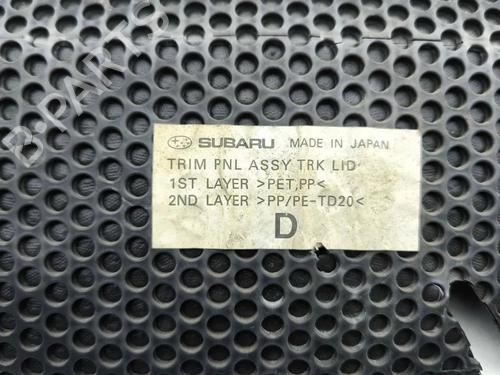 B-PARTS
SUBARU MADE IN JAPAN
TRIM PNL ASSY TRK LID
1ST LAYER >PET,PP<
2ND LAYER >PP/PE-TD20<
D